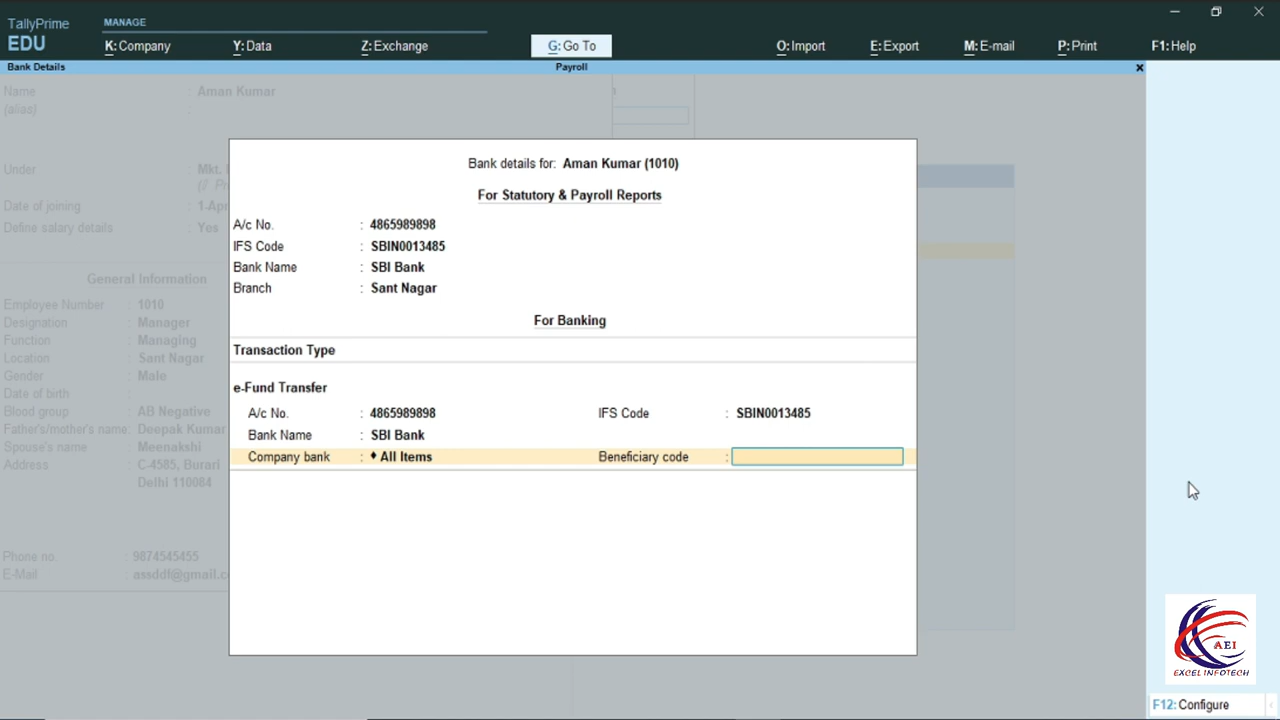 TallyPrime
EDU
MANAGE
K:Company
Y:Data
Z:Exchange
G:Go To
O:Import
E:Export
M:E-mail
P:Print
F1:Help
Bank Details
Payroll
x
Name : Aman Kumar
(alias) :
Under : Mkt.
Date of joining : 1-Apr
Define salary details : Yes
General Information
Employee Number : 1010
Designation : Manager
Function : Managing
Location : Sant Nagar
Gender : Male
Date of birth :
Blood group : AB Negative
Father's/mother's name: Deepak Kumar
Spouse's name : Meenakshi
Address : C-4585, Burari
Delhi 110084
Phone no : 9874545455
E-Mail : assddf@gmail.c
Bank details for: Aman Kumar (1010)
For Statutory & Payroll Reports
A/c No. : 4865989898
IFS Code : SBIN0013485
Bank Name : SBI Bank
Branch : Sant Nagar
For Banking
Transaction Type
e-Fund Transfer
A/c No. : 4865989898 IFS Code : SBIN0013485
Bank Name : SBI Bank
Company bank : ♦ All Items Beneficiary code :
AEI
EXCEL INFOTECH
F12:Configure